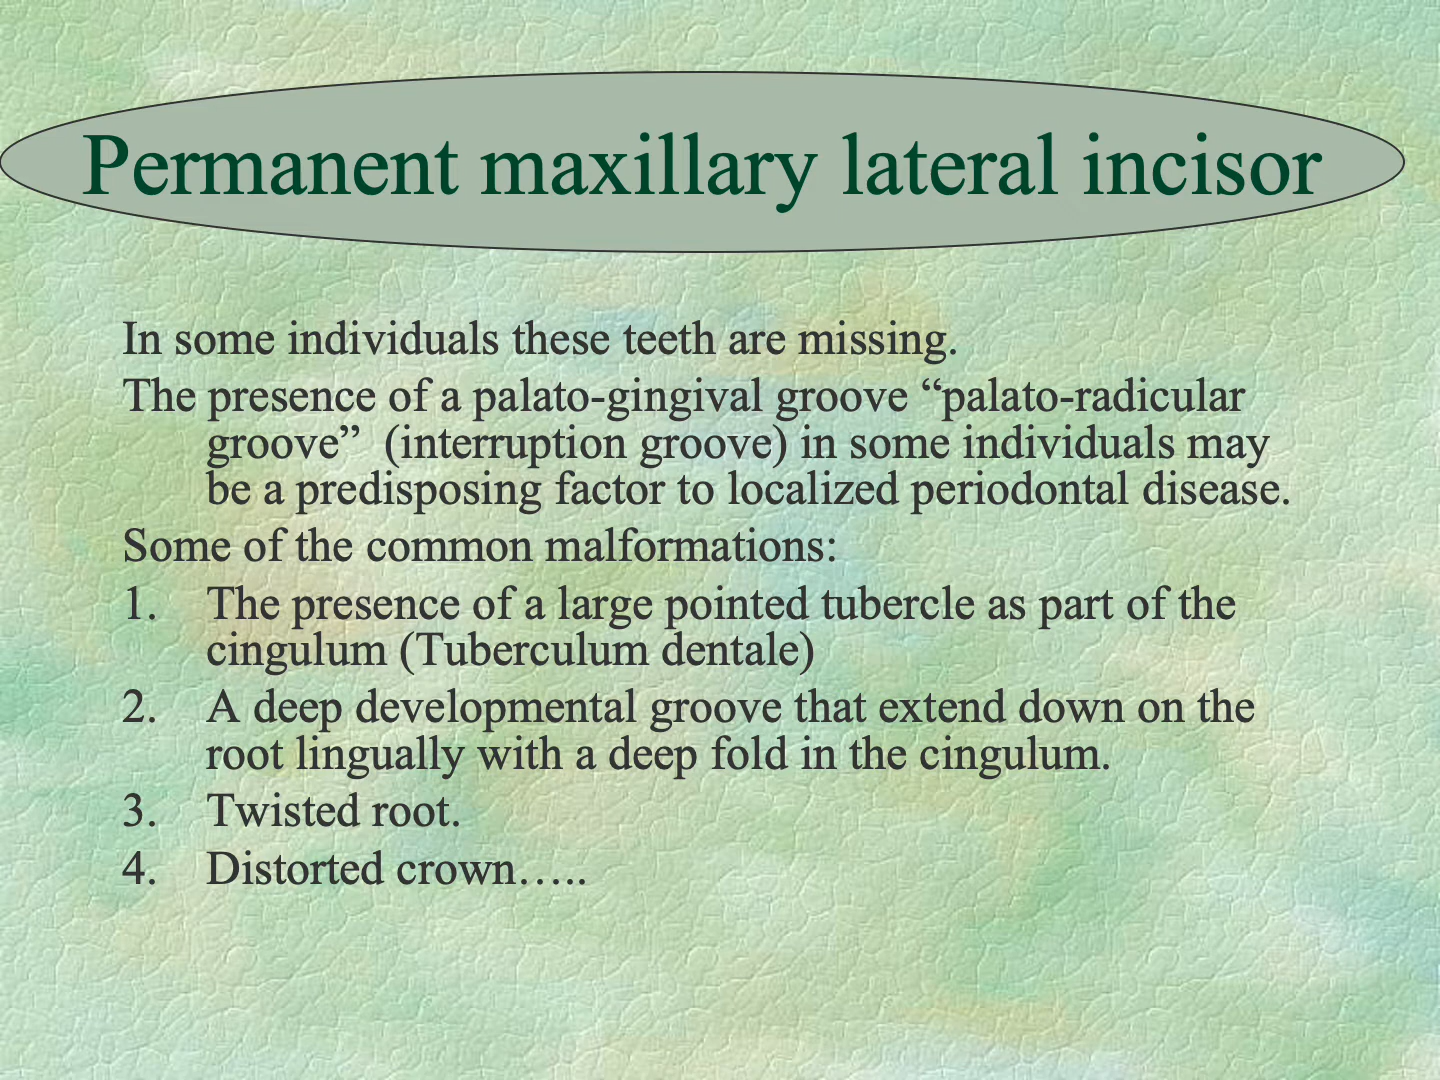 Permanent maxillary lateral incisor
In some individuals these teeth are missing.
The presence of a palato-gingival groove “palato-radicular
groove”  (interruption groove) in some individuals may
be a predisposing factor to localized periodontal disease.
Some of the common malformations:
1. The presence of a large pointed tubercle as part of the
cingulum (Tuberculum dentale)
2. A deep developmental groove that extend down on the
root lingually with a deep fold in the cingulum.
3. Twisted root.
4. Distorted crown…..